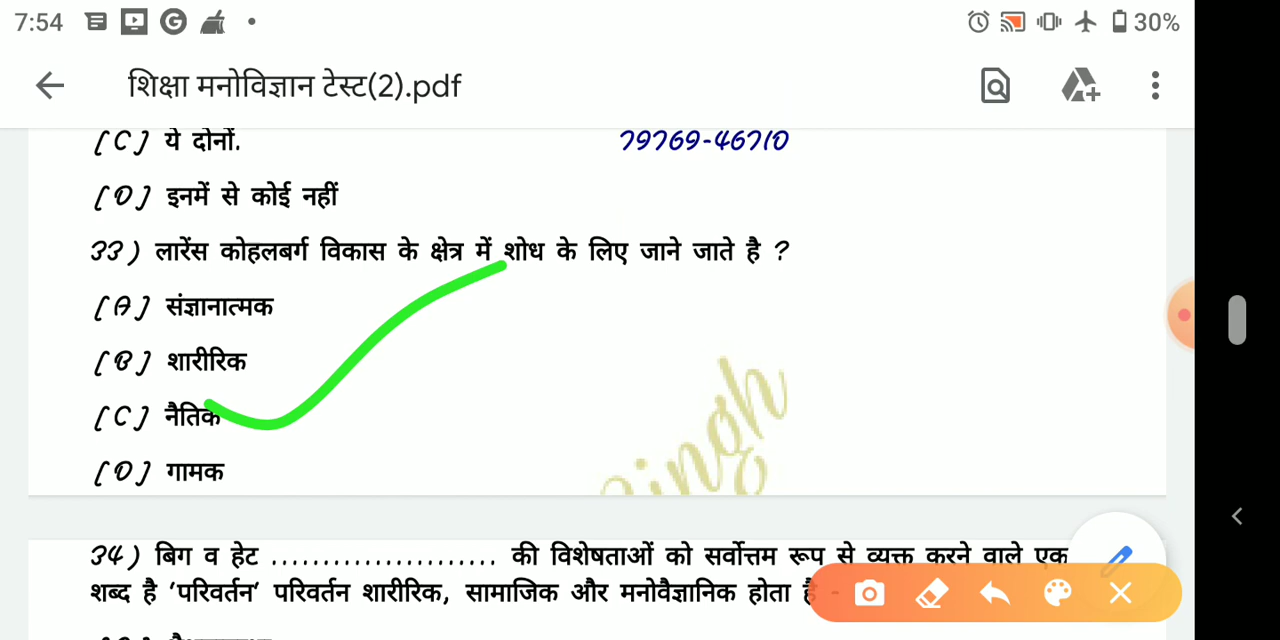 7:54
30%
शिक्षा मनोविज्ञान टेस्ट(2).pdf
[C] ये दोनों.
79769-46710
[D] इनमें से कोई नहीं
33) लारेंस कोहलबर्ग विकास के क्षेत्र में शोध के लिए जाने जाते है ?
[A] संज्ञानात्मक
[B] शारीरिक
[C] नैतिक
[D] गामक
Singh
34) बिग व हेट ...................... की विशेषताओं को सर्वोत्तम रूप से व्यक्त करने वाले एक
शब्द है ‘परिवर्तन’ परिवर्तन शारीरिक, सामाजिक और मनोवैज्ञानिक होता है